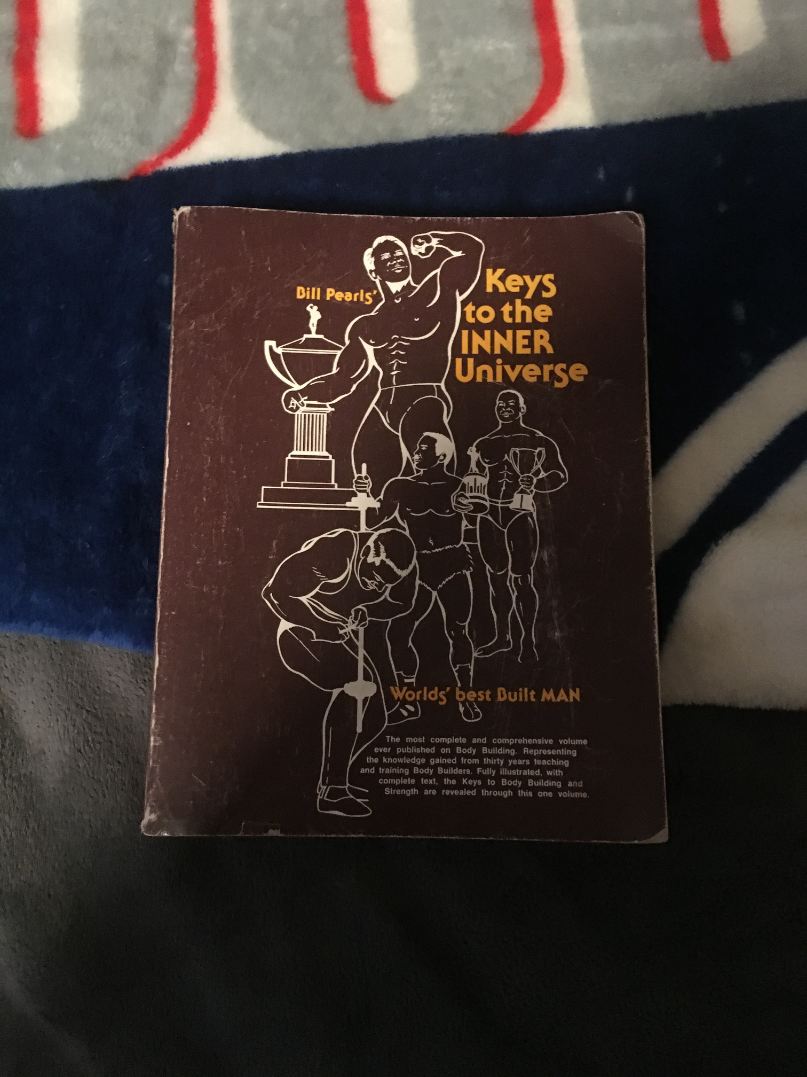 Bill Pearls'
Keys
to the
INNER
Universe
Worlds' best Built MAN
The most complete and comprehensive volume
ever published on Body Building. Representing
the knowledge gained from thirty years teaching
and training Body Builders. Fully illustrated, with
complete text, the Keys to Body Building and
Strength are revealed through this one volume.